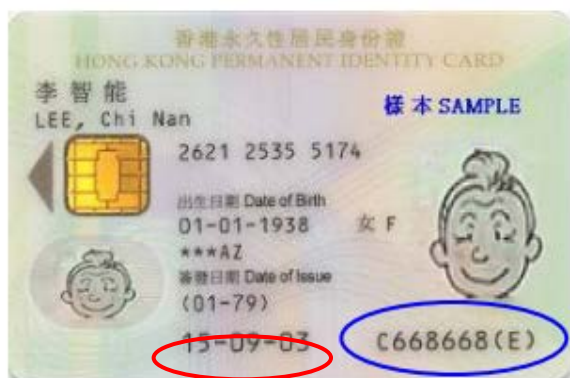 香港永久性居民身份證
HONG KONG PERMANENT IDENTITY CARD
李智能
LEE, Chi Nan
樣本 SAMPLE
2621 2535 5174
出生日期 Date of Birth
01-01-1938 女 F
***AZ
簽發日期 Date of Issue
(01-79)
15-09-03 C668668(E)